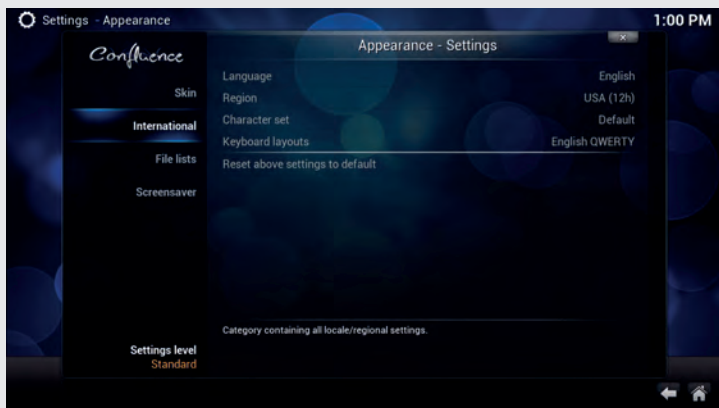 Settings - Appearance
1:00 PM
Confluence
Appearance - Settings
Skin
International
File lists
Screensaver
Language English
Region USA (12h)
Character set Default
Keyboard layouts English QWERTY
Reset above settings to default
Category containing all locale/regional settings.
Settings level
Standard